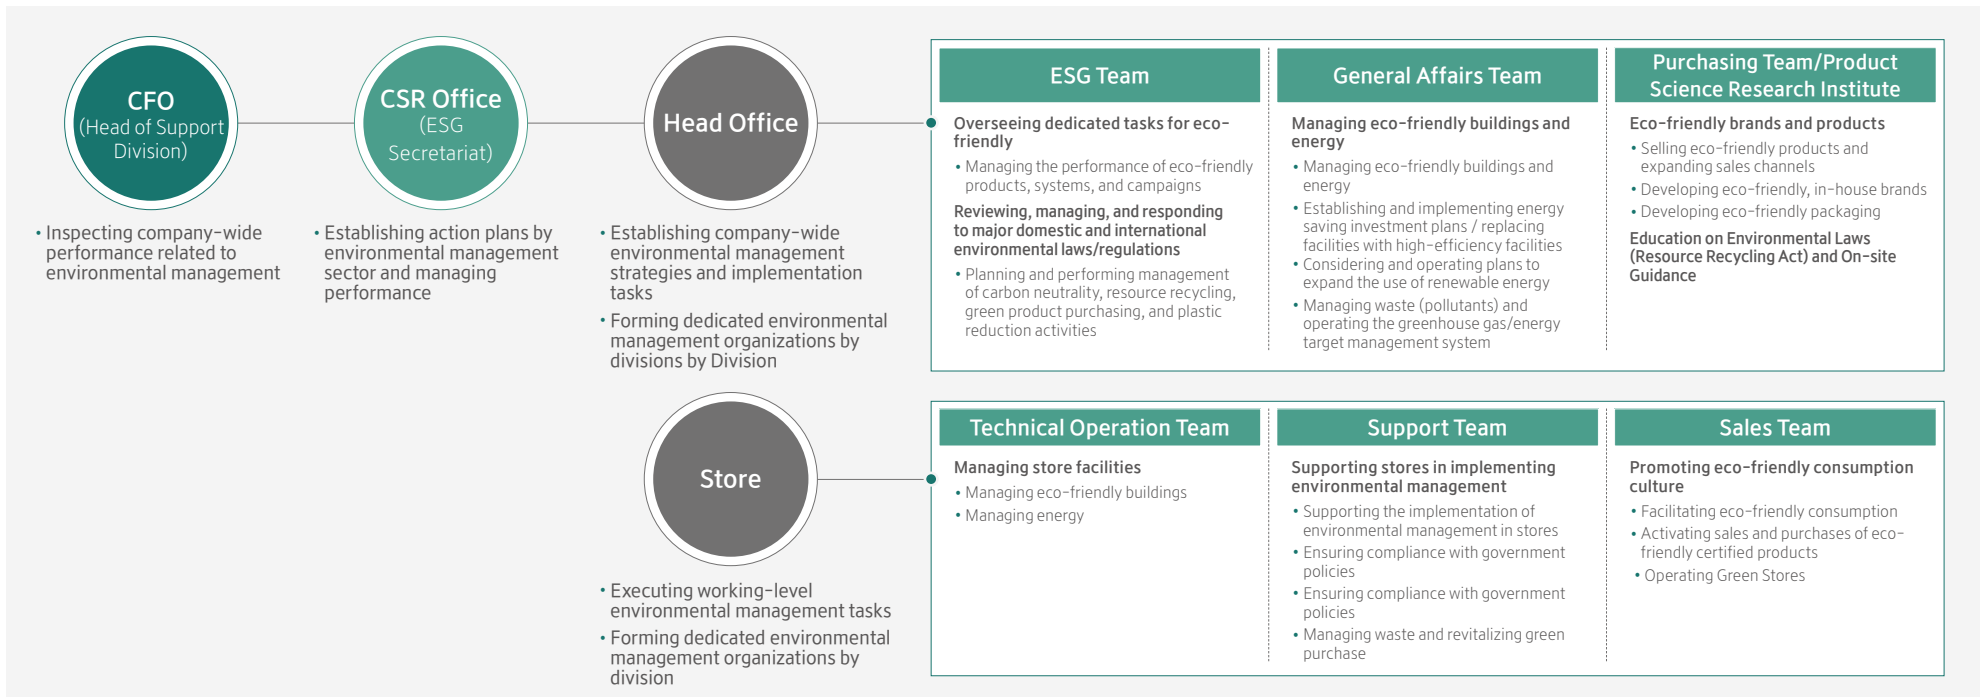 CFO
(Head of Support
Division)
• Inspecting company-wide
performance related to
environmental management
CSR Office
(ESG
Secretariat)
• Establishing action plans by
environmental management
sector and managing
performance
Head Office
• Establishing company-wide
environmental management
strategies and implementation
tasks
• Forming dedicated environmental
management organizations by
divisions by Division
ESG Team
Overseeing dedicated tasks for eco-
friendly
• Managing the performance of eco-friendly
products, systems, and campaigns
Reviewing, managing, and responding
to major domestic and international
environmental laws/regulations
• Planning and performing management
of carbon neutrality, resource recycling,
green product purchasing, and plastic
reduction activities
General Affairs Team
Managing eco-friendly buildings and
energy
• Managing eco-friendly buildings and
energy
• Establishing and implementing energy
saving investment plans / replacing
facilities with high-efficiency facilities
• Considering and operating plans to
expand the use of renewable energy
• Managing waste (pollutants) and
operating the greenhouse gas/energy
target management system
Purchasing Team/Product
Science Research Institute
Eco-friendly brands and products
• Selling eco-friendly products and
expanding sales channels
• Developing eco-friendly, in-house brands
• Developing eco-friendly packaging
Education on Environmental Laws
(Resource Recycling Act) and On-site
Guidance
Store
• Executing working-level
environmental management tasks
• Forming dedicated environmental
management organizations by
division
Technical Operation Team
Managing store facilities
• Managing eco-friendly buildings
• Managing energy
Support Team
Supporting stores in implementing
environmental management
• Supporting the implementation of
environmental management in stores
• Ensuring compliance with government
policies
• Ensuring compliance with government
policies
• Managing waste and revitalizing green
purchase
Sales Team
Promoting eco-friendly consumption
culture
• Facilitating eco-friendly consumption
• Activating sales and purchases of eco-
friendly certified products
• Operating Green Stores